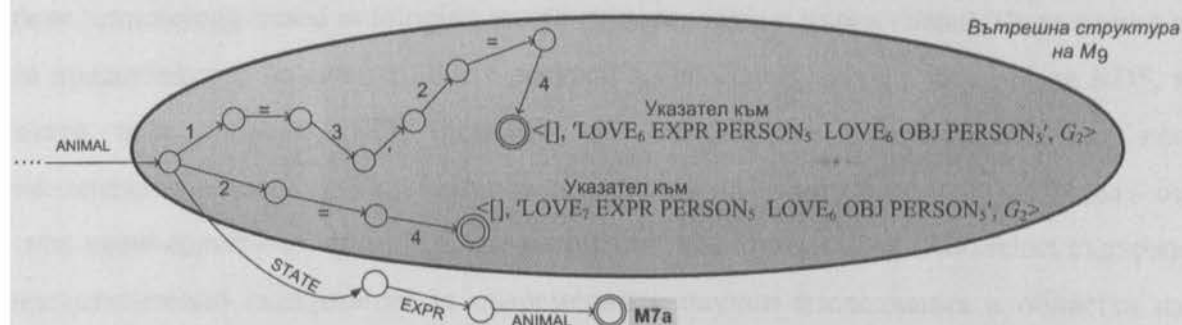 Вътрешна структура
на M9
=
2
4
1
=
3
,
Указател към
<[], 'LOVE6 EXPR PERSON5 LOVE6 OBJ PERSON5', G2>
ANIMAL
2
=
4
Указател към
<[], 'LOVE7 EXPR PERSON5 LOVE6 OBJ PERSON5', G2>
STATE
EXPR
ANIMAL
M7a